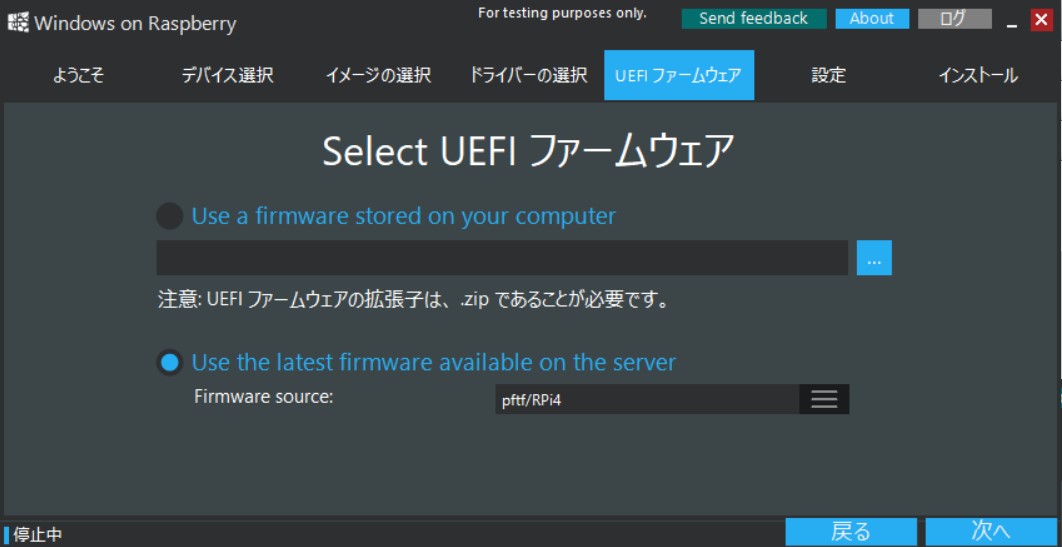 Windows on Raspberry
For testing purposes only.
Send feedback
About
ログ
ようこそ
デバイス選択
イメージの選択
ドライバーの選択
UEFI ファームウェア
設定
インストール
Select UEFI ファームウェア
Use a firmware stored on your computer
...
注意: UEFI ファームウェアの拡張子は、.zip であることが必要です。
Use the latest firmware available on the server
Firmware source:
pftf/RPi4
停止中
戻る
次へ